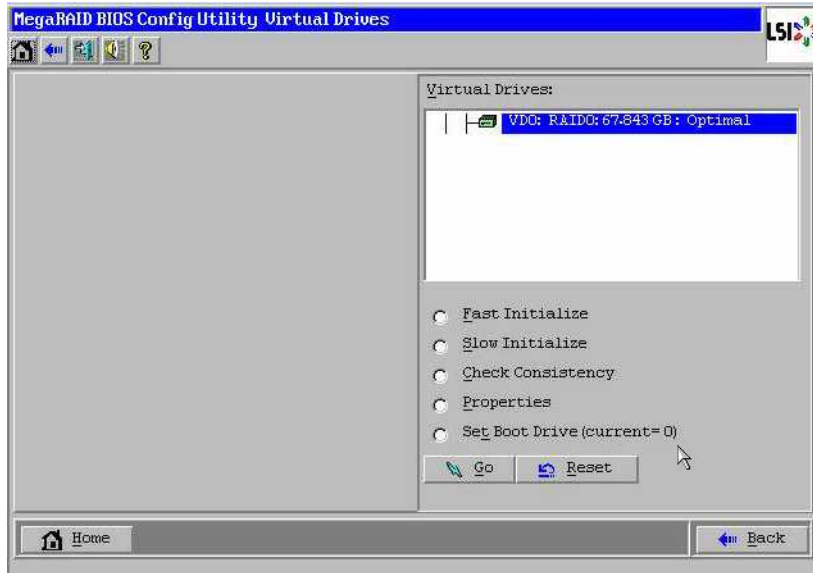 MegaRAID BIOS Config Utility Virtual Drives
LSI
?
Virtual Drives:
VD0: RAID0: 67.843 GB: Optimal
Fast Initialize
Slow Initialize
Check Consistency
Properties
Set Boot Drive (current= 0)
Go
Reset
Home
Back